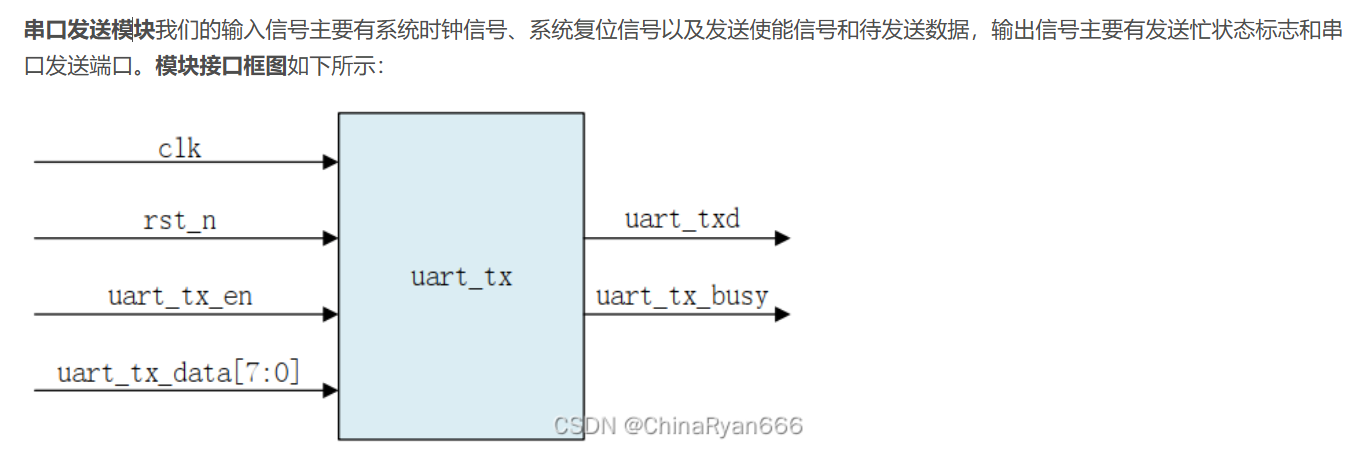 串口发送模块我们的输入信号主要有系统时钟信号、系统复位信号以及发送使能信号和待发送数据，输出信号主要有发送忙状态标志和串
口发送端口。模块接口框图如下所示：
clk
rst_n
uart_tx_en
uart_tx_data[7:0]
uart_tx
uart_txd
uart_tx_busy
CSDN @ChinaRyan666